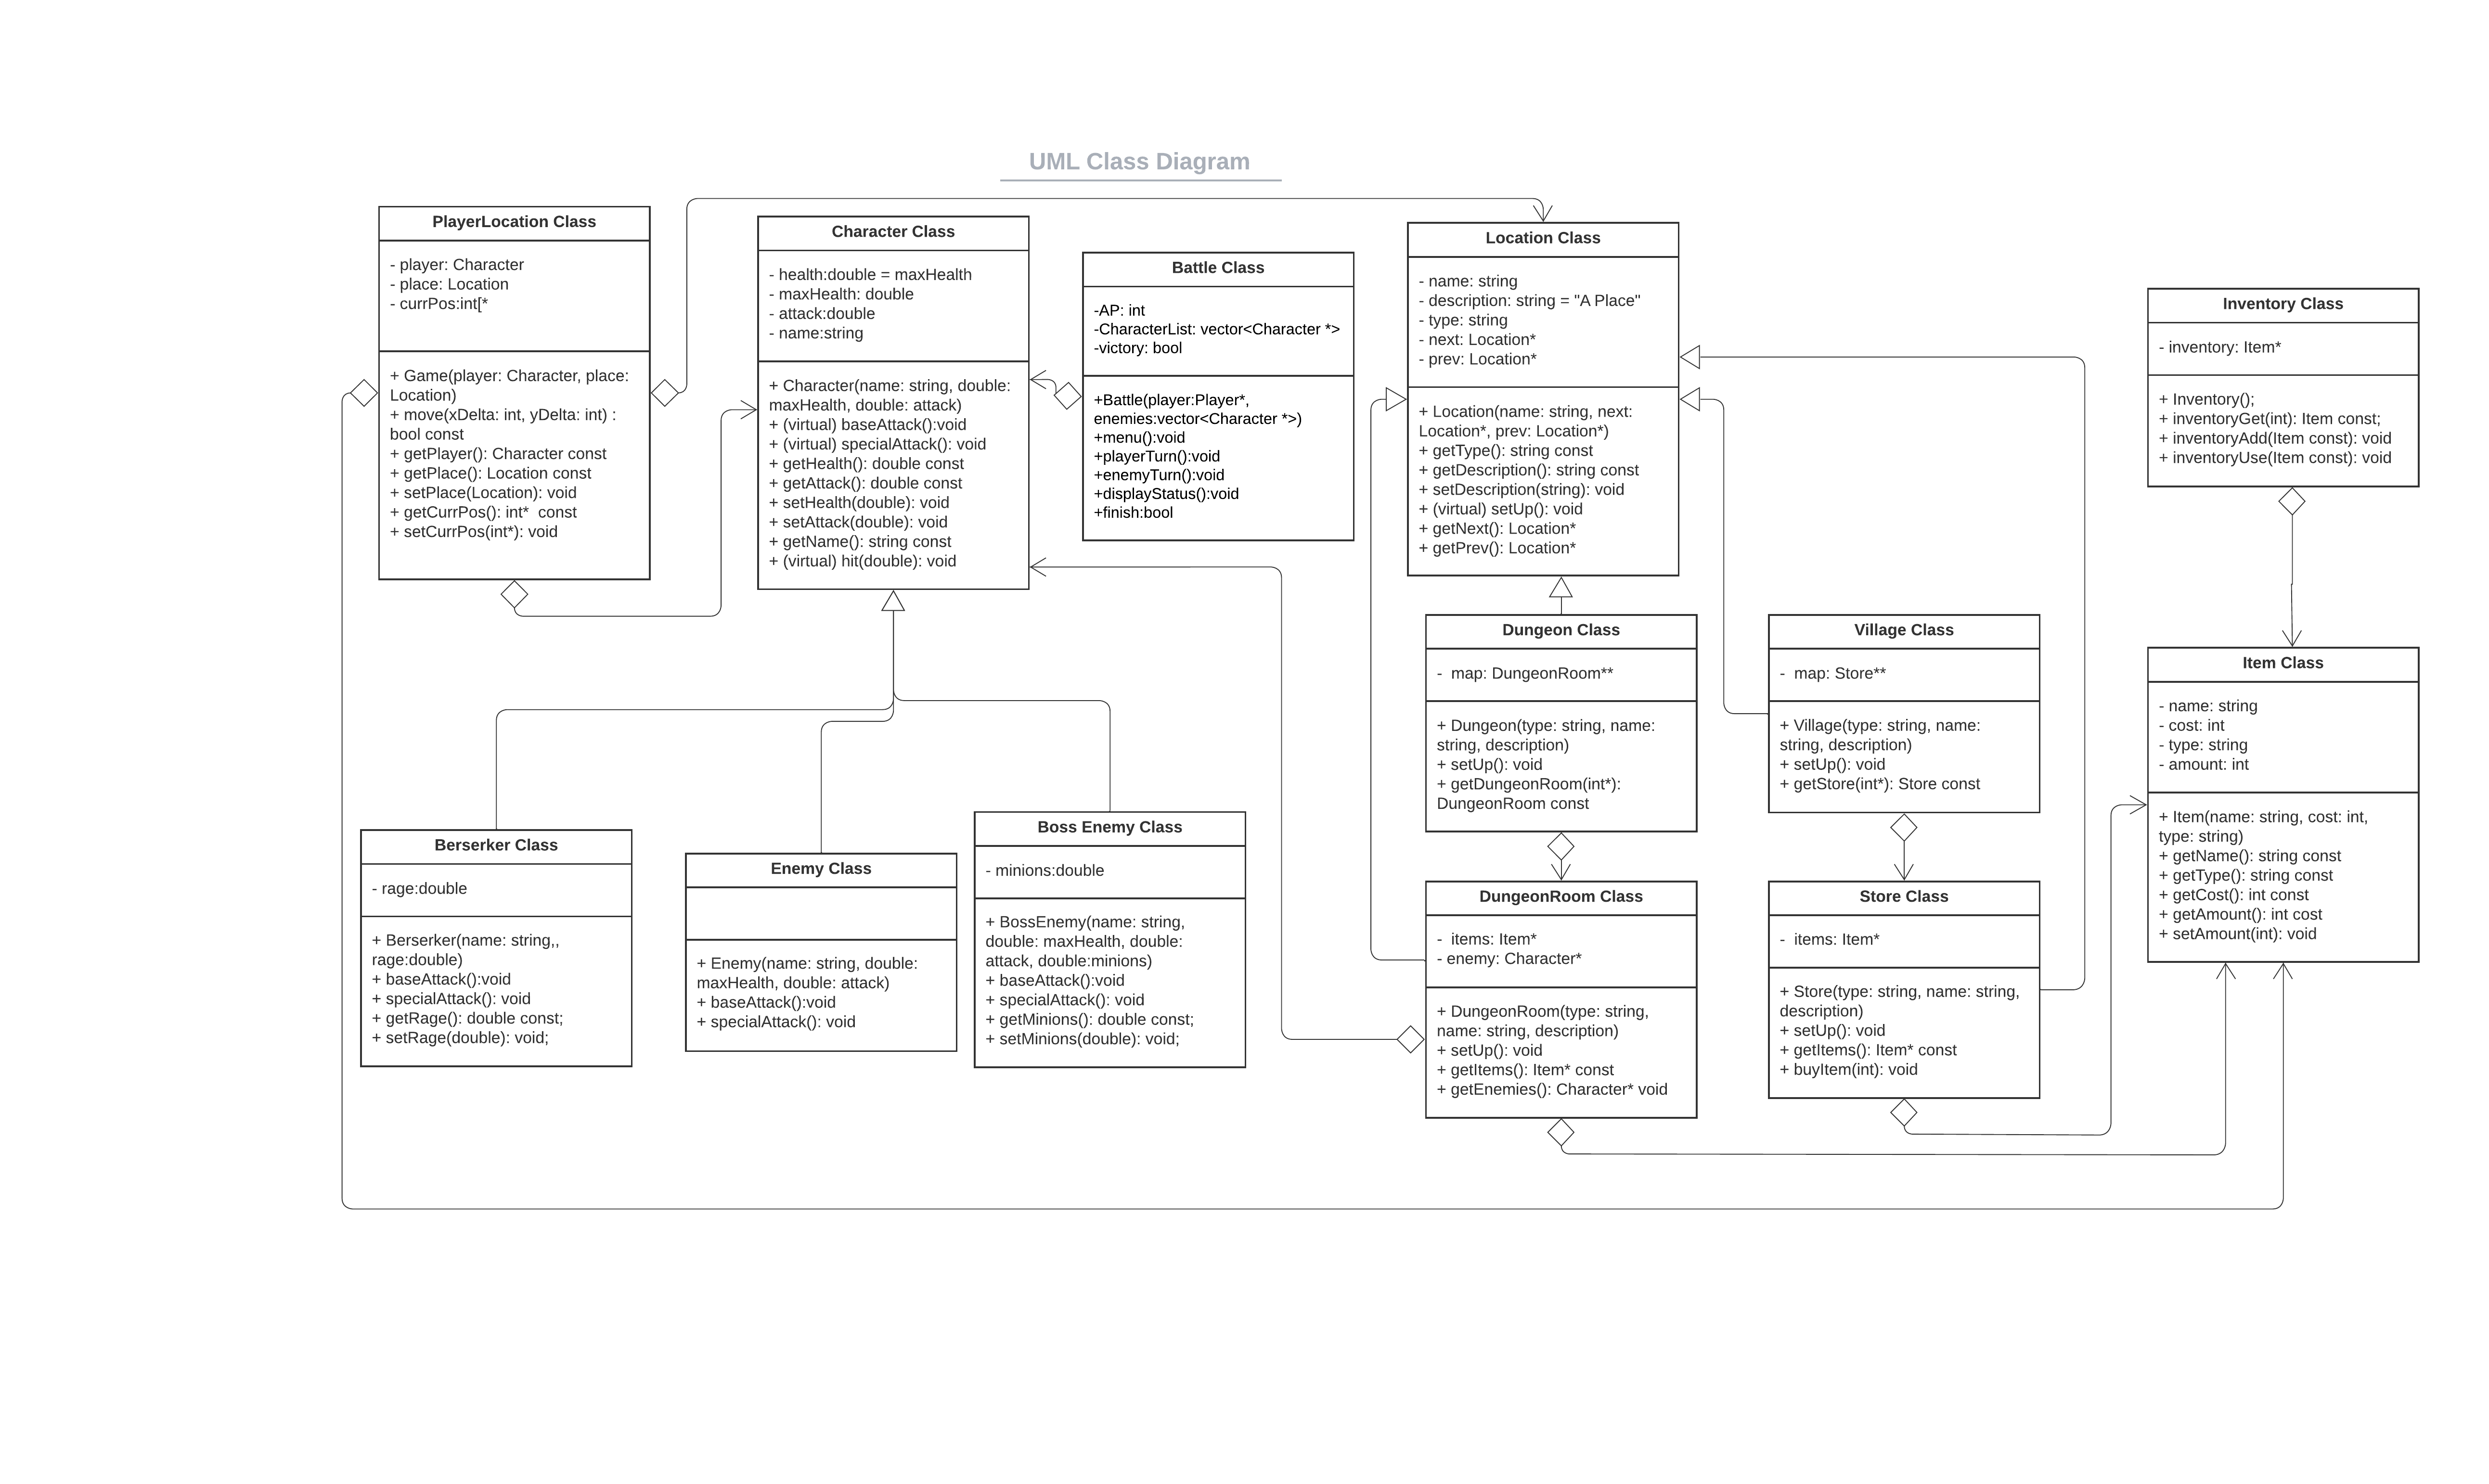 UML Class Diagram
PlayerLocation Class
- player: Character
- place: Location
- currPos:int[*
+ Game(player: Character, place:
Location)
+ move(xDelta: int, yDelta: int) :
bool const
+ getPlayer(): Character const
+ getPlace(): Location const
+ setPlace(Location): void
+ getCurrPos(): int*  const
+ setCurrPos(int*): void
Character Class
- health:double = maxHealth
- maxHealth: double
- attack:double
- name:string
+ Character(name: string, double:
maxHealth, double: attack)
+ (virtual) baseAttack():void
+ (virtual) specialAttack(): void
+ getHealth(): double const
+ getAttack(): double const
+ setHealth(double): void
+ setAttack(double): void
+ getName(): string const
+ (virtual) hit(double): void
Battle Class
-AP: int
-CharacterList: vector<Character *>
-victory: bool
+Battle(player:Player*,
enemies:vector<Character *>)
+menu():void
+playerTurn():void
+enemyTurn():void
+displayStatus():void
+finish:bool
Location Class
- name: string
- description: string = "A Place"
- type: string
- next: Location*
- prev: Location*
+ Location(name: string, next:
Location*, prev: Location*)
+ getType(): string const
+ getDescription(): string const
+ setDescription(string): void
+ (virtual) setUp(): void
+ getNext(): Location*
+ getPrev(): Location*
Inventory Class
- inventory: Item*
+ Inventory();
+ inventoryGet(int): Item const;
+ inventoryAdd(Item const): void
+ inventoryUse(Item const): void
Dungeon Class
-  map: DungeonRoom**
+ Dungeon(type: string, name:
string, description)
+ setUp(): void
+ getDungeonRoom(int*):
DungeonRoom const
Village Class
-  map: Store**
+ Village(type: string, name:
string, description)
+ setUp(): void
+ getStore(int*): Store const
Item Class
- name: string
- cost: int
- type: string
- amount: int
+ Item(name: string, cost: int,
type: string)
+ getName(): string const
+ getType(): string const
+ getCost(): int const
+ getAmount(): int cost
+ setAmount(int): void
Berserker Class
- rage:double
+ Berserker(name: string,,
rage:double)
+ baseAttack():void
+ specialAttack(): void
+ getRage(): double const;
+ setRage(double): void;
Enemy Class
+ Enemy(name: string, double:
maxHealth, double: attack)
+ baseAttack():void
+ specialAttack(): void
Boss Enemy Class
- minions:double
+ BossEnemy(name: string,
double: maxHealth, double:
attack, double:minions)
+ baseAttack():void
+ specialAttack(): void
+ getMinions(): double const;
+ setMinions(double): void;
DungeonRoom Class
-  items: Item*
- enemy: Character*
+ DungeonRoom(type: string,
name: string, description)
+ setUp(): void
+ getItems(): Item* const
+ getEnemies(): Character* void
Store Class
-  items: Item*
+ Store(type: string, name: string,
description)
+ setUp(): void
+ getItems(): Item* const
+ buyItem(int): void